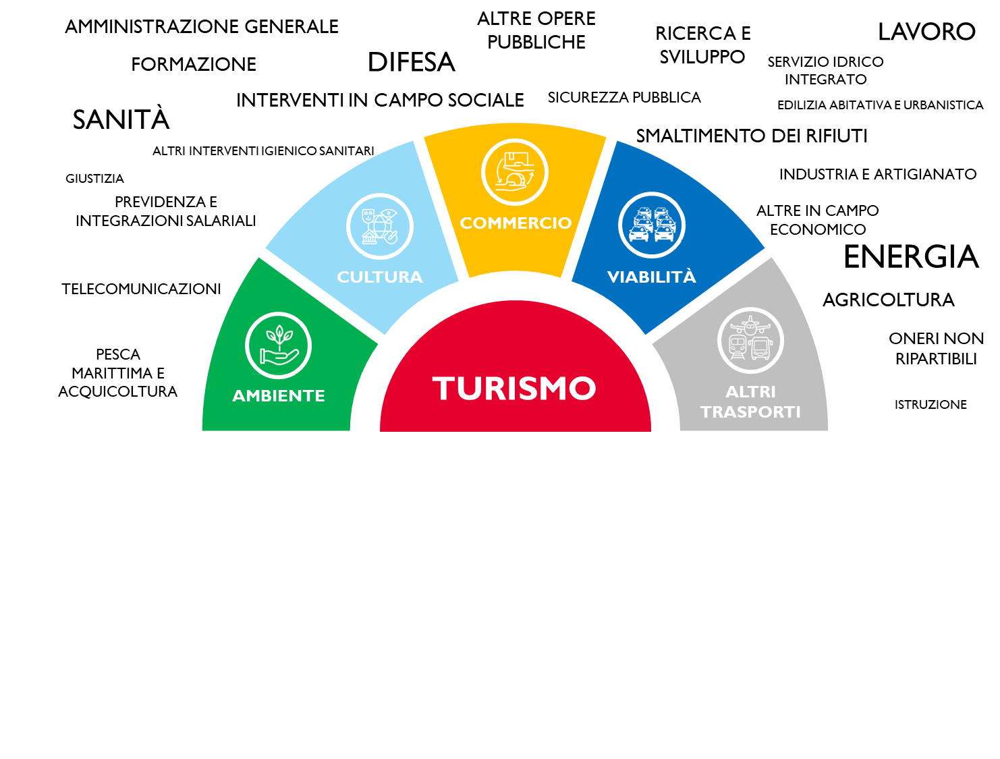 AMMINISTRAZIONE GENERALE
ALTRE OPERE
PUBBLICHE
RICERCA E
SVILUPPO
LAVORO
FORMAZIONE
DIFESA
SERVIZIO IDRICO
INTEGRATO
INTERVENTI IN CAMPO SOCIALE
SICUREZZA PUBBLICA
EDILIZIA ABITATIVA E URBANISTICA
SANITÀ
SMALTIMENTO DEI RIFIUTI
ALTRI INTERVENTI IGIENICO SANITARI
GIUSTIZIA
INDUSTRIA E ARTIGIANATO
PREVIDENZA E
INTEGRAZIONI SALARIALI
ALTRE IN CAMPO
ECONOMICO
COMMERCIO
ENERGIA
CULTURA
VIABILITÀ
TELECOMUNICAZIONI
AGRICOLTURA
PESCA
MARITTIMA E
ACQUICOLTURA
ONERI NON
RIPARTIBILI
AMBIENTE
TURISMO
ALTRI
TRASPORTI
ISTRUZIONE